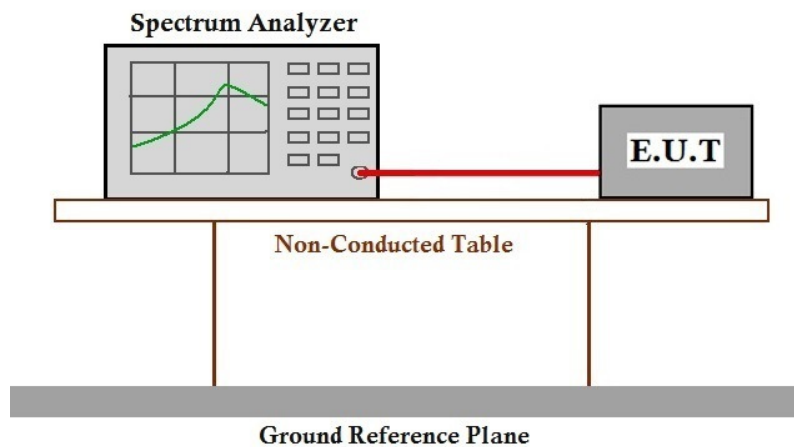 Spectrum Analyzer
E.U.T
Non-Conducted Table
Ground Reference Plane